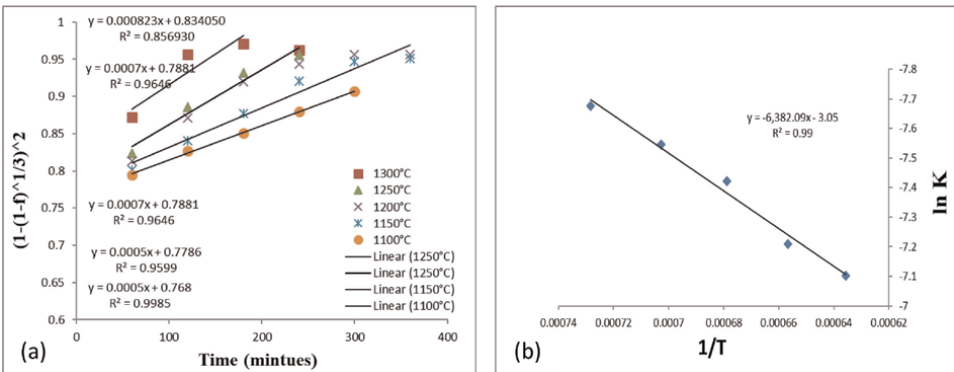 y = 0.000823x + 0.834050
R² = 0.856930
y = 0.0007x + 0.7881
R² = 0.9646
y = 0.0007x + 0.7881
R² = 0.9646
y = 0.0005x + 0.7786
R² = 0.9599
y = 0.0005x + 0.768
R² = 0.9985
1
0.95
0.9
0.85
0.8
0.75
0.7
0.65
0.6
(1-(1-f)^1/3)^2
1300°C
1250°C
1200°C
1150°C
1100°C
Linear (1250°C)
Linear (1250°C)
Linear (1150°C)
Linear (1100°C)
0 100 200 300 400
Time (mintues)
(a)
y = -6,382.09x - 3.05
R² = 0.99
-7.8
-7.7
-7.6
-7.5
-7.4
-7.3
-7.2
-7.1
-7
ln K
0.00074 0.00072 0.0007 0.00068 0.00066 0.00064 0.00062
1/T
(b)